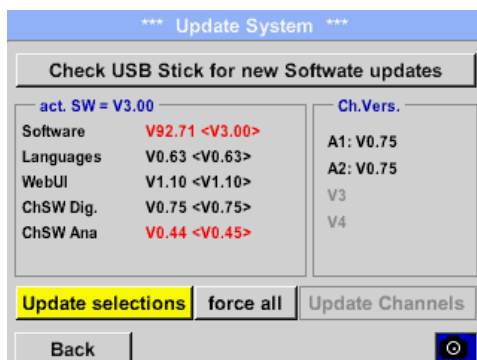 *** Update System ***
Check USB Stick for new Softwate updates
act. SW = V3.00
Software V92.71 <V3.00>
Languages V0.63 <V0.63>
WebUI V1.10 <V1.10>
ChSW Dig. V0.75 <V0.75>
ChSW Ana V0.44 <V0.45>
Ch.Vers.
A1: V0.75
A2: V0.75
V3
V4
Update selections force all Update Channels
Back